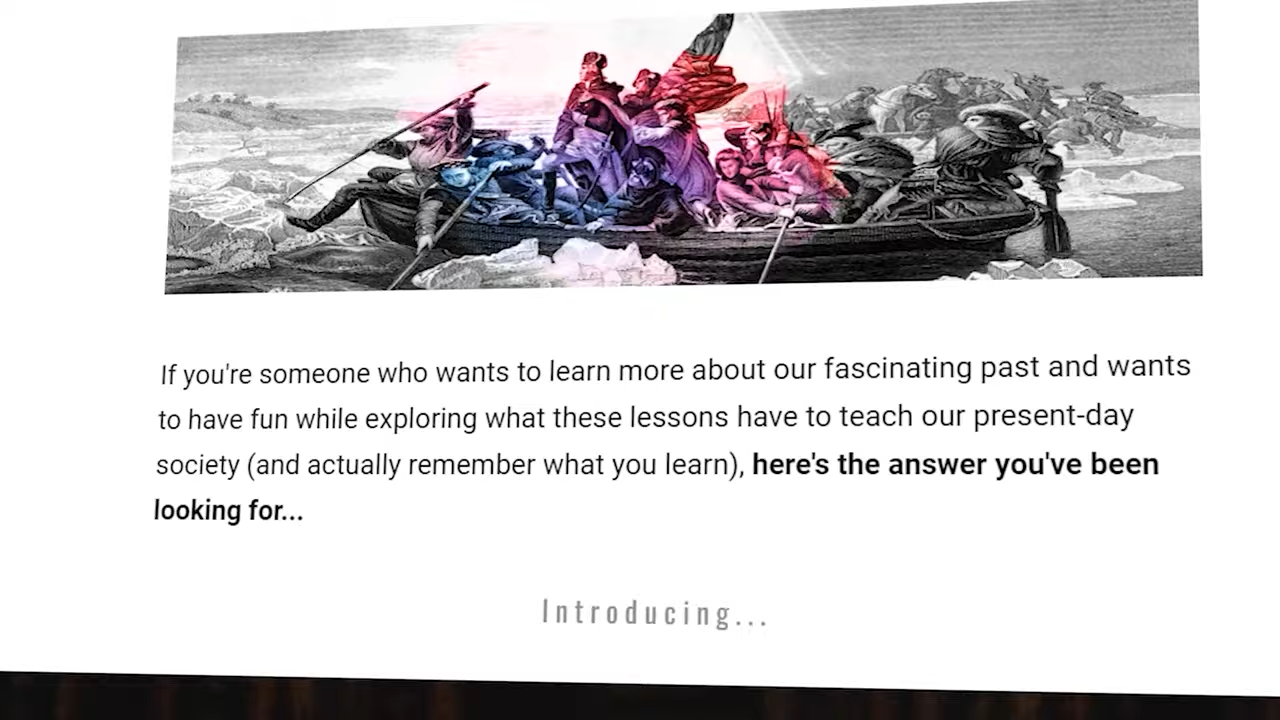 If you're someone who wants to learn more about our fascinating past and wants
to have fun while exploring what these lessons have to teach our present-day
society (and actually remember what you learn), here's the answer you've been
looking for...
Introducing...